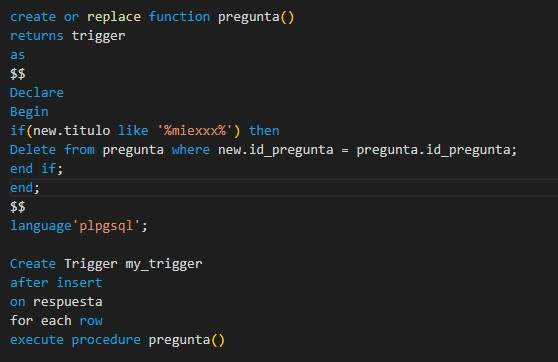 create or replace function pregunta()
returns trigger
as
$$
Declare
Begin
if(new.titulo like '%miexxx%') then
Delete from pregunta where new.id_pregunta = pregunta.id_pregunta;
end if;
end;
$$
language'plpgsql';
Create Trigger my_trigger
after insert
on respuesta
for each row
execute procedure pregunta()